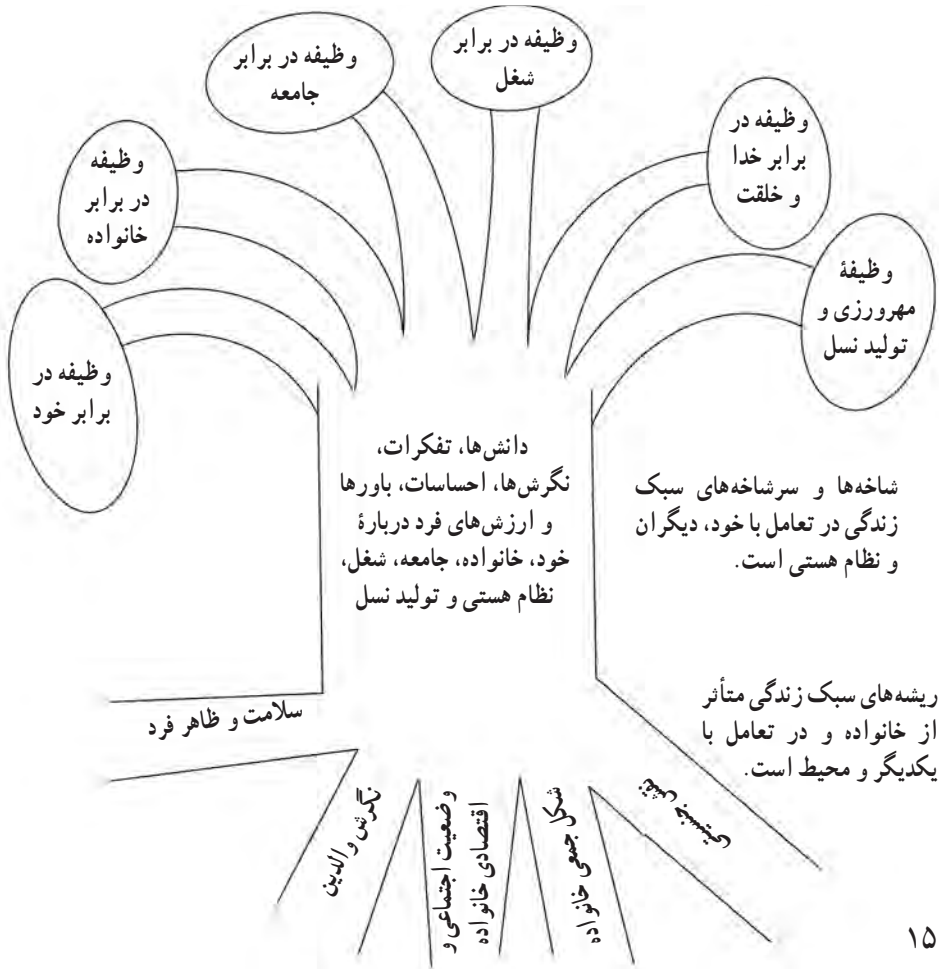 وظیفه در برابر
شغل
وظیفه در برابر
جامعه
وظیفه در
برابر خدا
و خلقت
وظیفه
در برابر
خانواده
وظیفۀ
مهرورزی و
تولید نسل
وظیفه در
برابر خود
دانش‌ها، تفکرات،
نگرش‌ها، احساسات، باورها
و ارزش‌های فرد دربارۀ
خود، خانواده، جامعه، شغل،
نظام هستی و تولید نسل
شاخه‌ها و سرشاخه‌های سبک
زندگی در تعامل با خود، دیگران
و نظام هستی است.
ریشه‌های سبک زندگی متأثر
از خانواده و در تعامل با
یکدیگر و محیط است.
سلامت و ظاهر فرد
نگرش والدین
وضعیت اجتماعی و
اقتصادی خانواده
شکل جمعی خانواده
نقش جنسیتی
۱۵